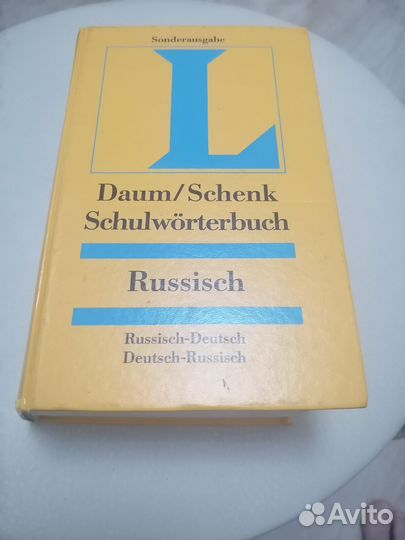 Sonderausgabe
L
Daum/Schenk
Schulwörterbuch
Russisch
Russisch-Deutsch
Deutsch-Russisch
Avito